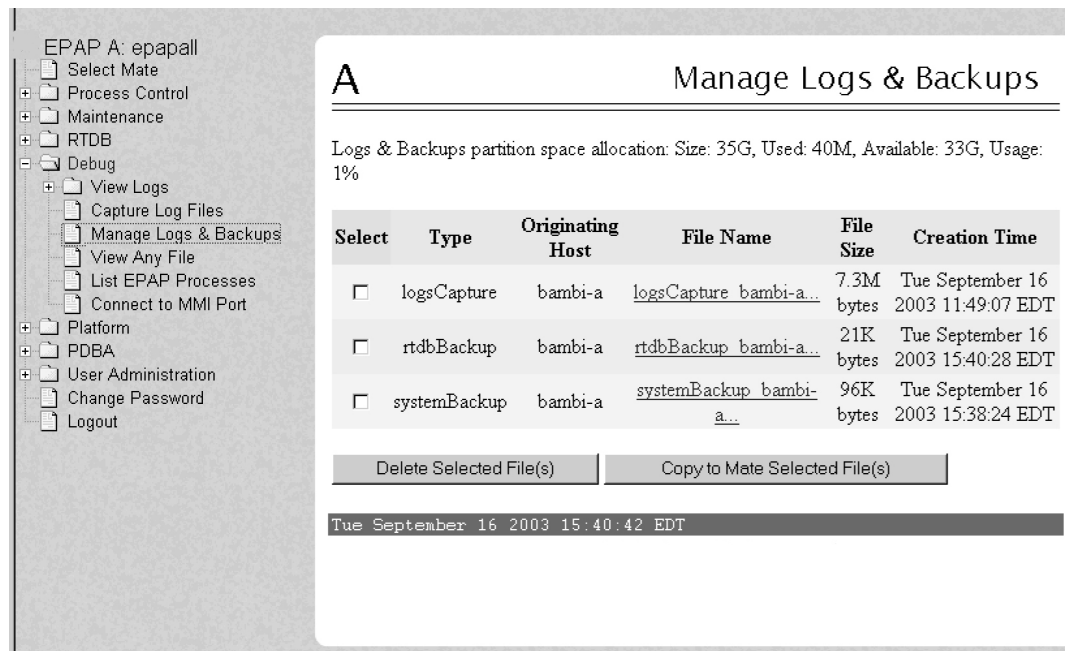 EPAP A: epapall
Select Mate
Process Control
Maintenance
RTDB
Debug
View Logs
Capture Log Files
Manage Logs & Backups
View Any File
List EPAP Processes
Connect to MMI Port
Platform
PDBA
User Administration
Change Password
Logout
A
Manage Logs & Backups
Logs & Backups partition space allocation: Size: 35G, Used: 40M, Available: 33G, Usage:
1%
Select Type Originating Host File Name File Size Creation Time
logsCapture bambi-a logsCapture_bambi-a... 7.3M bytes Tue September 16 2003 11:49:07 EDT
rtdbBackup bambi-a rtdbBackup_bambi-a... 21K bytes Tue September 16 2003 15:40:28 EDT
systemBackup bambi-a systemBackup_bambi-a... 96K bytes Tue September 16 2003 15:38:24 EDT
Delete Selected File(s) Copy to Mate Selected File(s)
Tue September 16 2003 15:40:42 EDT